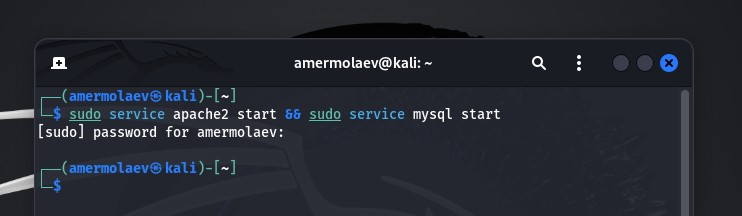 amermolaev@kali: ~
┌──(amermolaev㉿kali)-[~]
└─$ sudo service apache2 start && sudo service mysql start
[sudo] password for amermolaev:
┌──(amermolaev㉿kali)-[~]
└─$